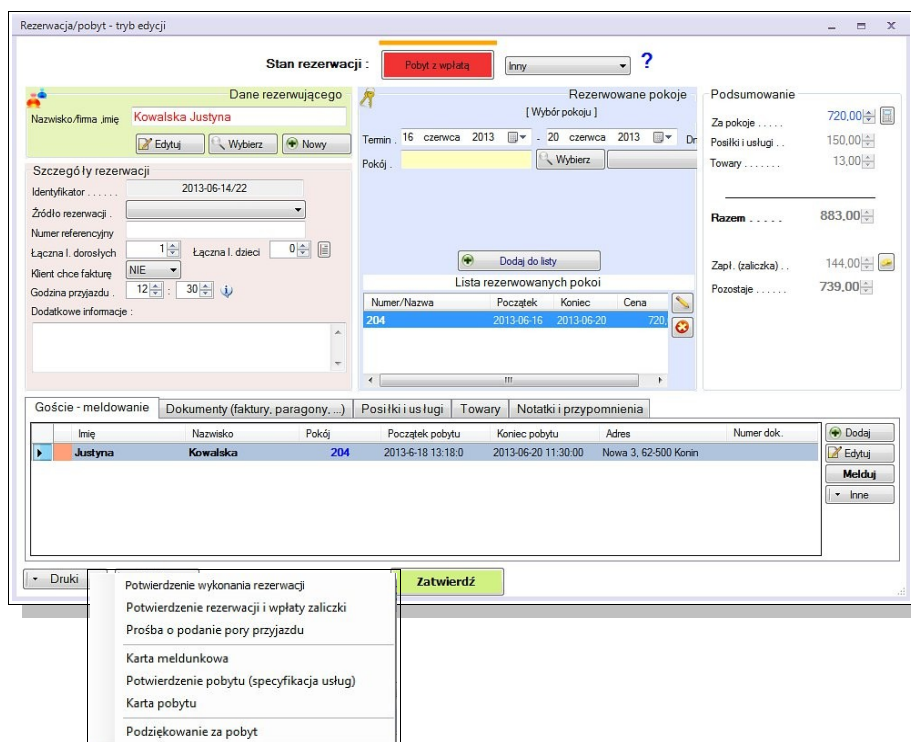 Rezerwacja/pobyt - tryb edycji
Stan rezerwacji : Pobyt z wpłatą Inny ?
Dane rezerwującego
Nazwisko/firma ,imię Kowalska Justyna
Edytuj Wybierz Nowy
Szczegóły rezerwacji
Identyfikator . . . . . . 2013-06-14/22
Źródło rezerwacji .
Numer referencyjny
Łączna l. dorosłych 1 Łączna l. dzieci 0
Klient chce fakturę NIE
Godzina przyjazdu . 12 : 30
Dodatkowe informacje :
Rezerwowane pokoje
[ Wybór pokoju ]
Termin . 16 czerwca 2013 - 20 czerwca 2013 Dr
Pokój . Wybierz
Dodaj do listy
Lista rezerwowanych pokoi
Numer/Nazwa Początek Koniec Cena
204 2013-06-16 2013-06-20 720,
Podsumowanie
Za pokoje . . . . . 720,00
Posiłki i usługi . . 150,00
Towary . . . . . . . 13,00
Razem . . . . . 883,00
Zapł. (zaliczka) . . 144,00
Pozostaje . . . . . . 739,00
Goście - meldowanie Dokumenty (faktury, paragony, ...) Posiłki i usługi Towary Notatki i przypomnienia
Imię Nazwisko Pokój Początek pobytu Koniec pobytu Adres Numer dok.
Justyna Kowalska 204 2013-6-18 13:18:0 2013-06-20 11:30:00 Nowa 3, 62-500 Konin
Dodaj
Edytuj
Melduj
Inne
Druki Zatwierdź
Potwierdzenie wykonania rezerwacji
Potwierdzenie rezerwacji i wpłaty zaliczki
Prośba o podanie pory przyjazdu
Karta meldunkowa
Potwierdzenie pobytu (specyfikacja usług)
Karta pobytu
Podziękowanie za pobyt